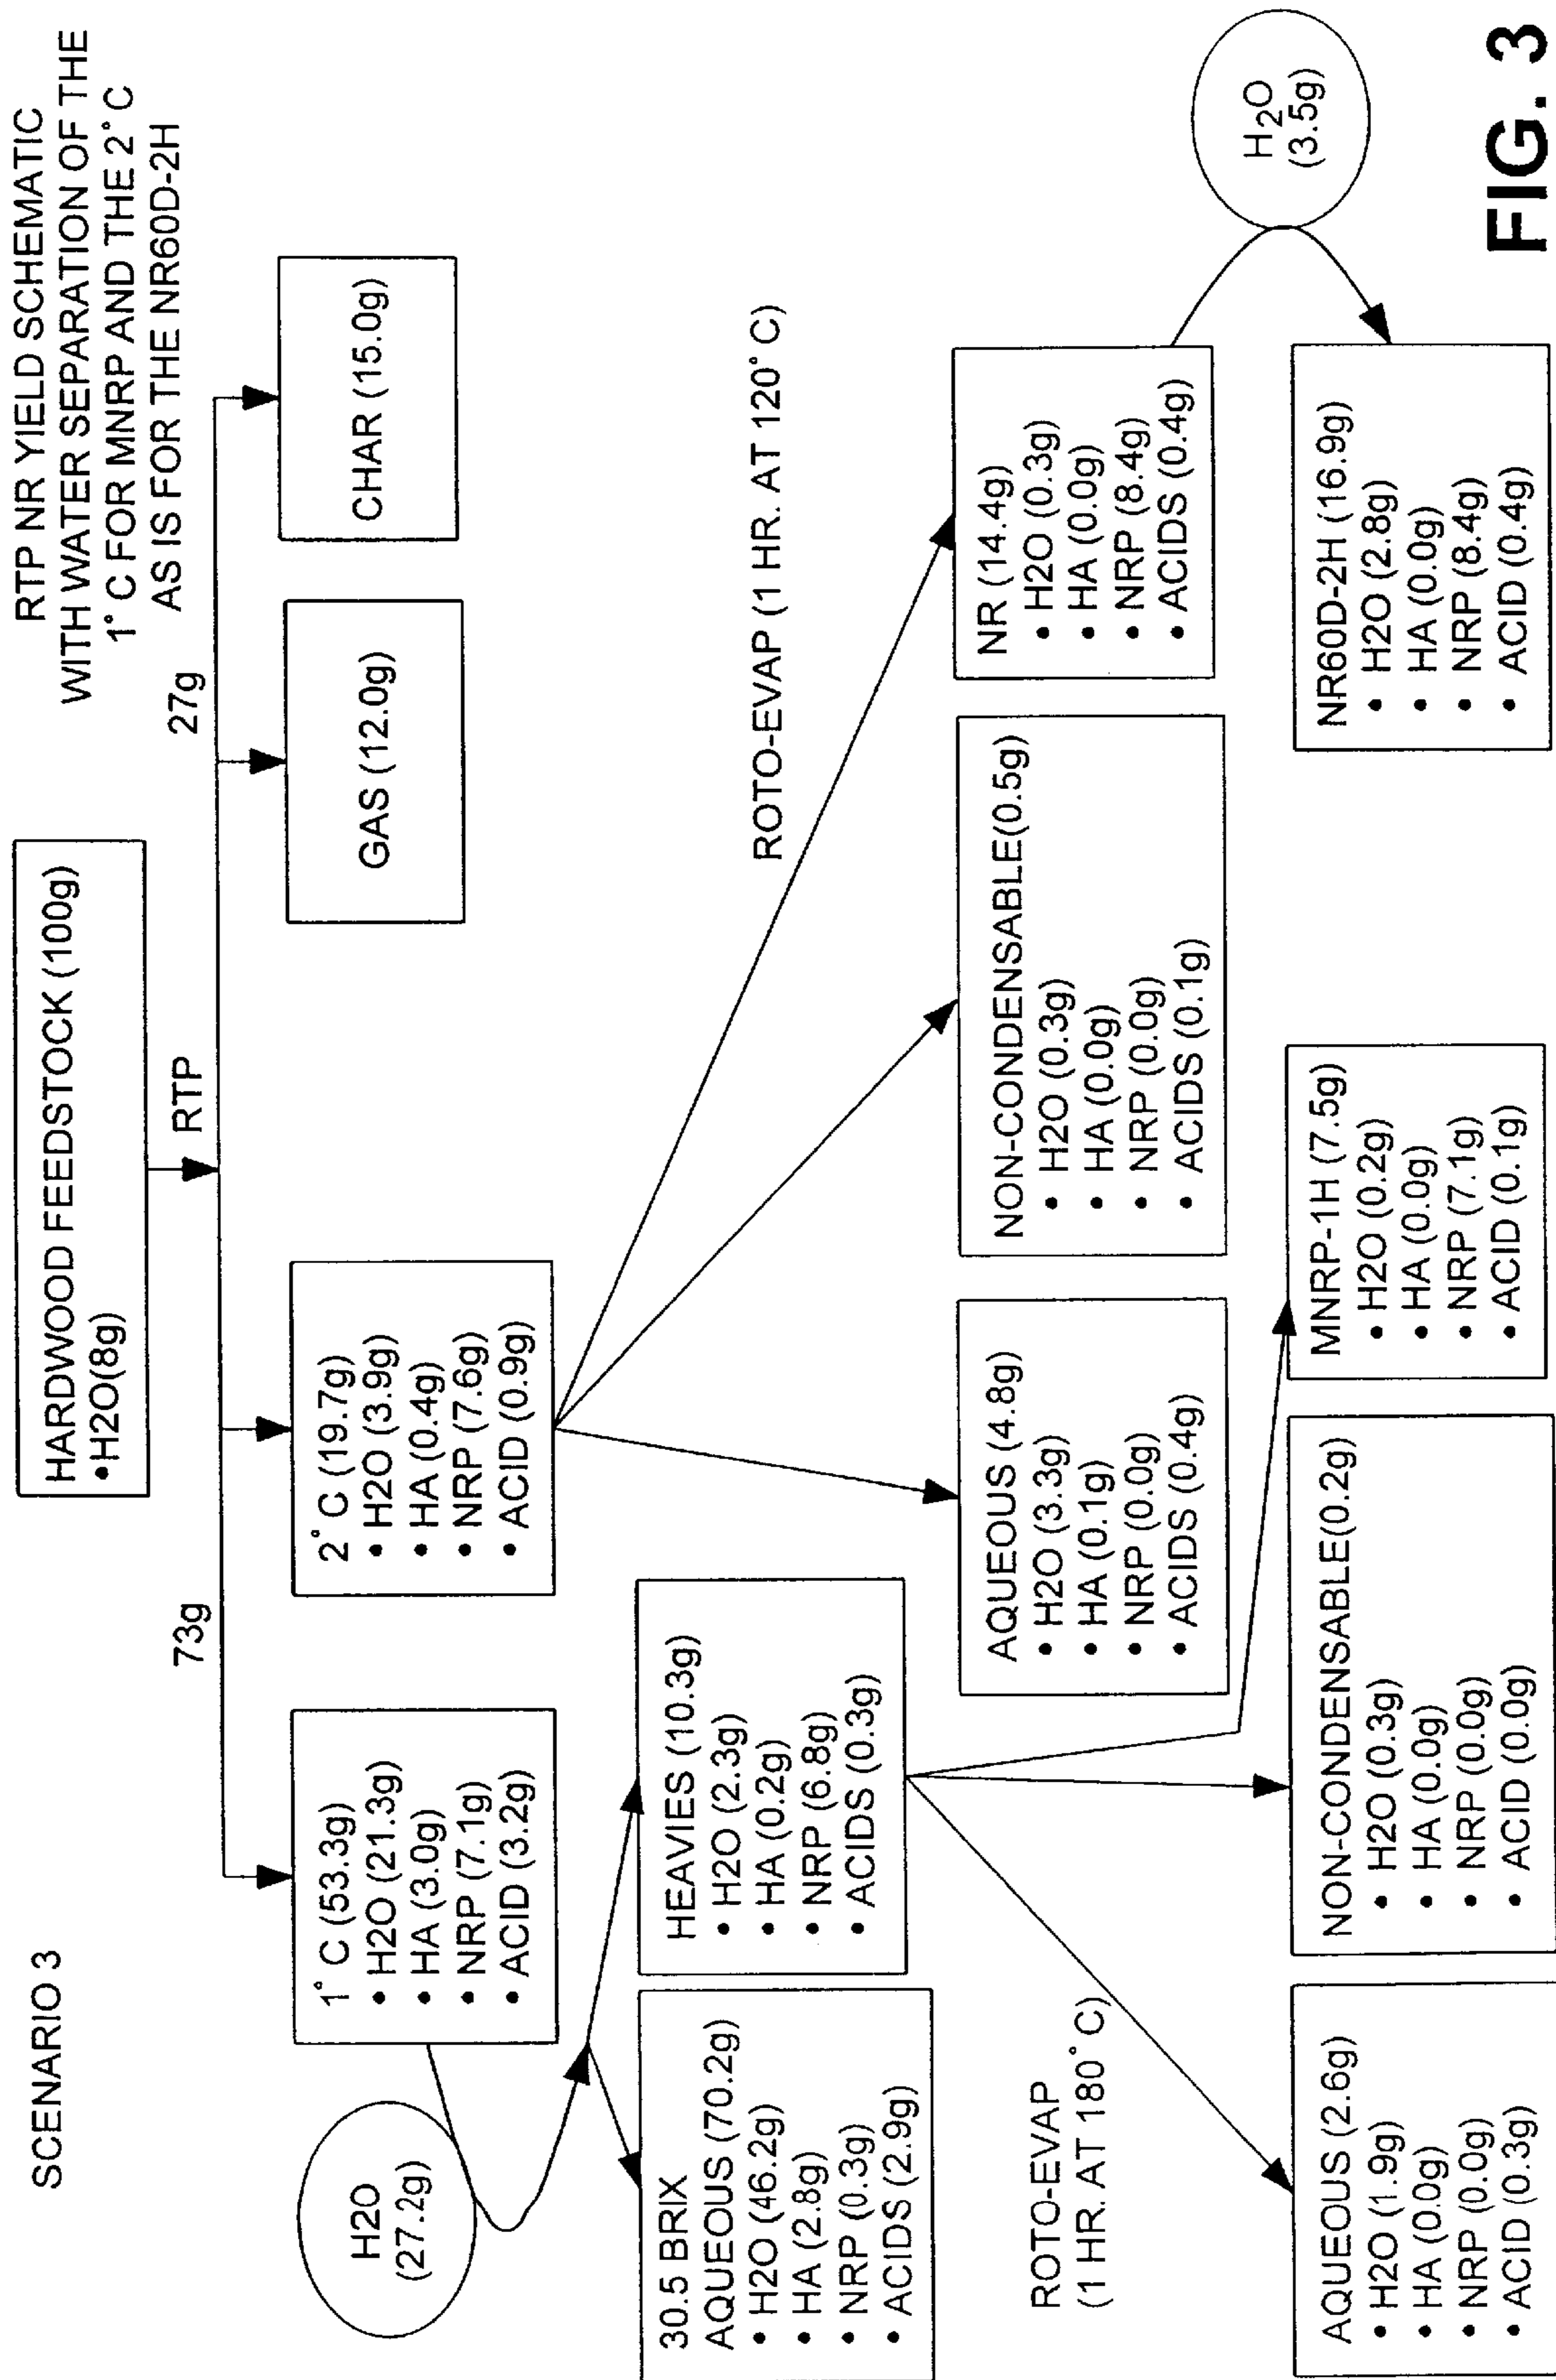 SCENARIO 3
RTP NR YIELD SCHEMATIC
WITH WATER SEPARATION OF THE
1° C FOR MNRP AND THE 2° C
AS IS FOR THE NR60D-2H
HARDWOOD FEEDSTOCK (100g)
•H2O(8g)
RTP
73g
27g
1° C (53.3g)
• H2O (21.3g)
• HA (3.0g)
• NRP (7.1g)
• ACID (3.2g)
2° C (19.7g)
• H2O (3.9g)
• HA (0.4g)
• NRP (7.6g)
• ACID (0.9g)
GAS (12.0g)
CHAR (15.0g)
H2O
(27.2g)
30.5 BRIX
AQUEOUS (70.2g)
• H2O (46.2g)
• HA (2.8g)
• NRP (0.3g)
• ACIDS (2.9g)
HEAVIES (10.3g)
• H2O (2.3g)
• HA (0.2g)
• NRP (6.8g)
• ACIDS (0.3g)
ROTO-EVAP (1 HR. AT 120° C)
AQUEOUS (4.8g)
• H2O (3.3g)
• HA (0.1g)
• NRP (0.0g)
• ACIDS (0.4g)
NON-CONDENSABLE(0.5g)
• H2O (0.3g)
• HA (0.0g)
• NRP (0.0g)
• ACIDS (0.1g)
NR (14.4g)
• H2O (0.3g)
• HA (0.0g)
• NRP (8.4g)
• ACIDS (0.4g)
ROTO-EVAP
(1 HR. AT 180° C)
H₂O
(3.5g)
AQUEOUS (2.6g)
• H2O (1.9g)
• HA (0.0g)
• NRP (0.0g)
• ACID (0.3g)
NON-CONDENSABLE(0.2g)
• H2O (0.3g)
• HA (0.0g)
• NRP (0.0g)
• ACID (0.0g)
MNRP-1H (7.5g)
• H2O (0.2g)
• HA (0.0g)
• NRP (7.1g)
• ACID (0.1g)
NR60D-2H (16.9g)
• H2O (2.8g)
• HA (0.0g)
• NRP (8.4g)
• ACID (0.4g)
FIG. 3